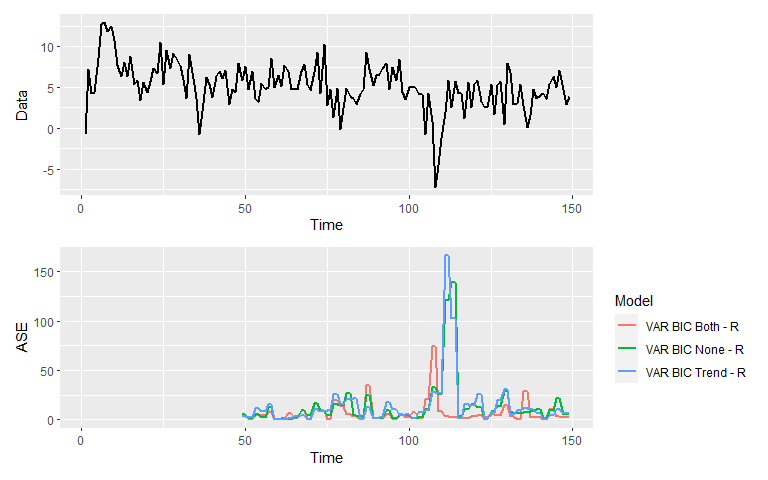 Data
10
5
0
-5
0
50
100
150
Time
ASE
150
100
50
0
0
50
100
150
Time
Model
VAR BIC Both - R
VAR BIC None - R
VAR BIC Trend - R